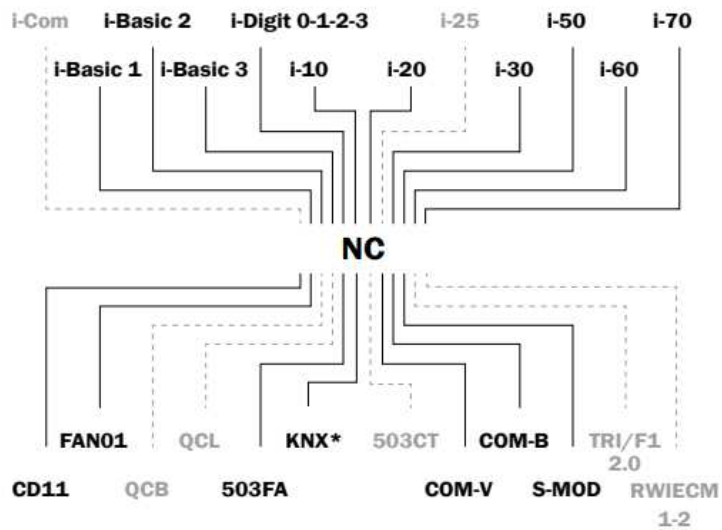 i-Com i-Basic 2 i-Digit 0-1-2-3 i-25 i-50 i-70
i-Basic 1 i-Basic 3 i-10 i-20 i-30 i-60
NC
FAN01 QCL KNX* 503CT COM-B TRI/F1
2.0
CD11 QCB 503FA COM-V S-MOD RWIECM
1-2